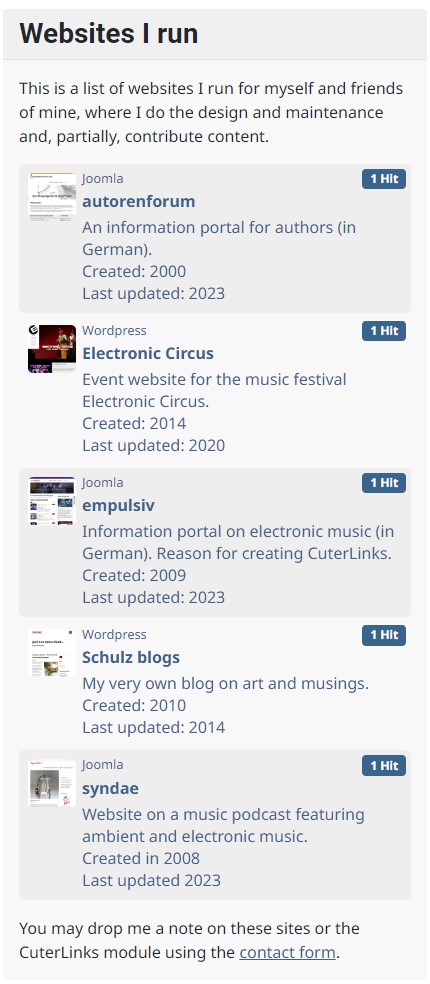 Websites I run
This is a list of websites I run for myself and friends
of mine, where I do the design and maintenance
and, partially, contribute content.
Joomla
1 Hit
autorenforum
An information portal for authors (in
German).
Created: 2000
Last updated: 2023
Wordpress
1 Hit
Electronic Circus
Event website for the music festival
Electronic Circus.
Created: 2014
Last updated: 2020
Joomla
1 Hit
empulsiv
Information portal on electronic music (in
German). Reason for creating CuterLinks.
Created: 2009
Last updated: 2023
Wordpress
1 Hit
Schulz blogs
My very own blog on art and musings.
Created: 2010
Last updated: 2014
Joomla
1 Hit
syndae
Website on a music podcast featuring
ambient and electronic music.
Created in 2008
Last updated 2023
You may drop me a note on these sites or the
CuterLinks module using the contact form.